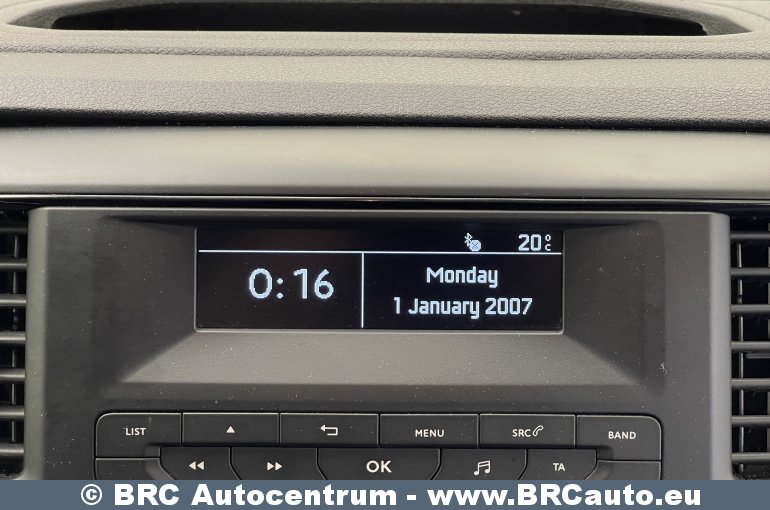 20°C
0:16
Monday
1 January 2007
LIST
MENU
SRC
BAND
OK
TA
© BRC Autocentrum - www.BRCauto.eu